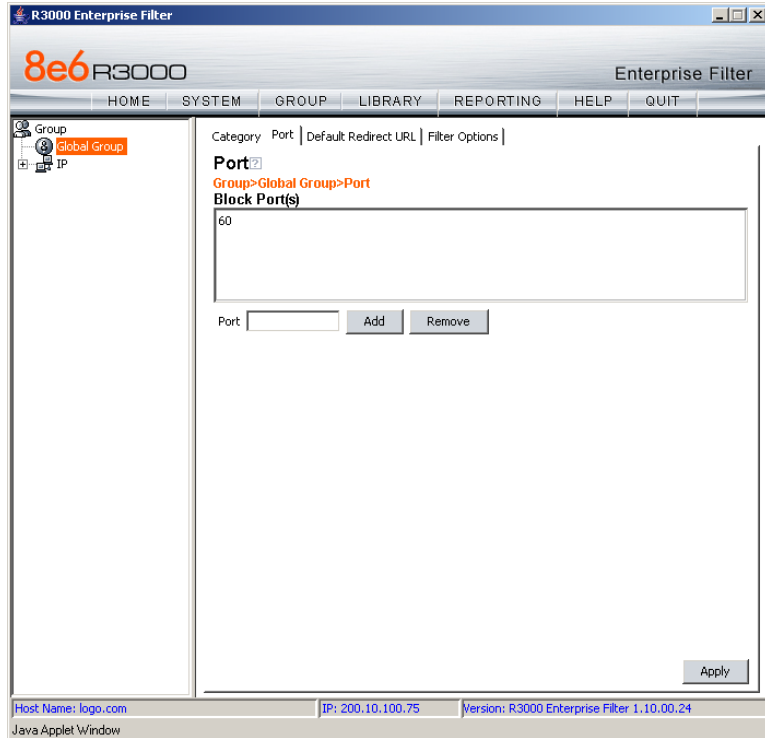 R3000 Enterprise Filter
8e6 R3000
Enterprise Filter
HOME SYSTEM GROUP LIBRARY REPORTING HELP QUIT
Group
Global Group
IP
Category Port Default Redirect URL Filter Options
Port ?
Group>Global Group>Port
Block Port(s)
60
Port Add Remove
Apply
Host Name: logo.com IP: 200.10.100.75 Version: R3000 Enterprise Filter 1.10.00.24
Java Applet Window